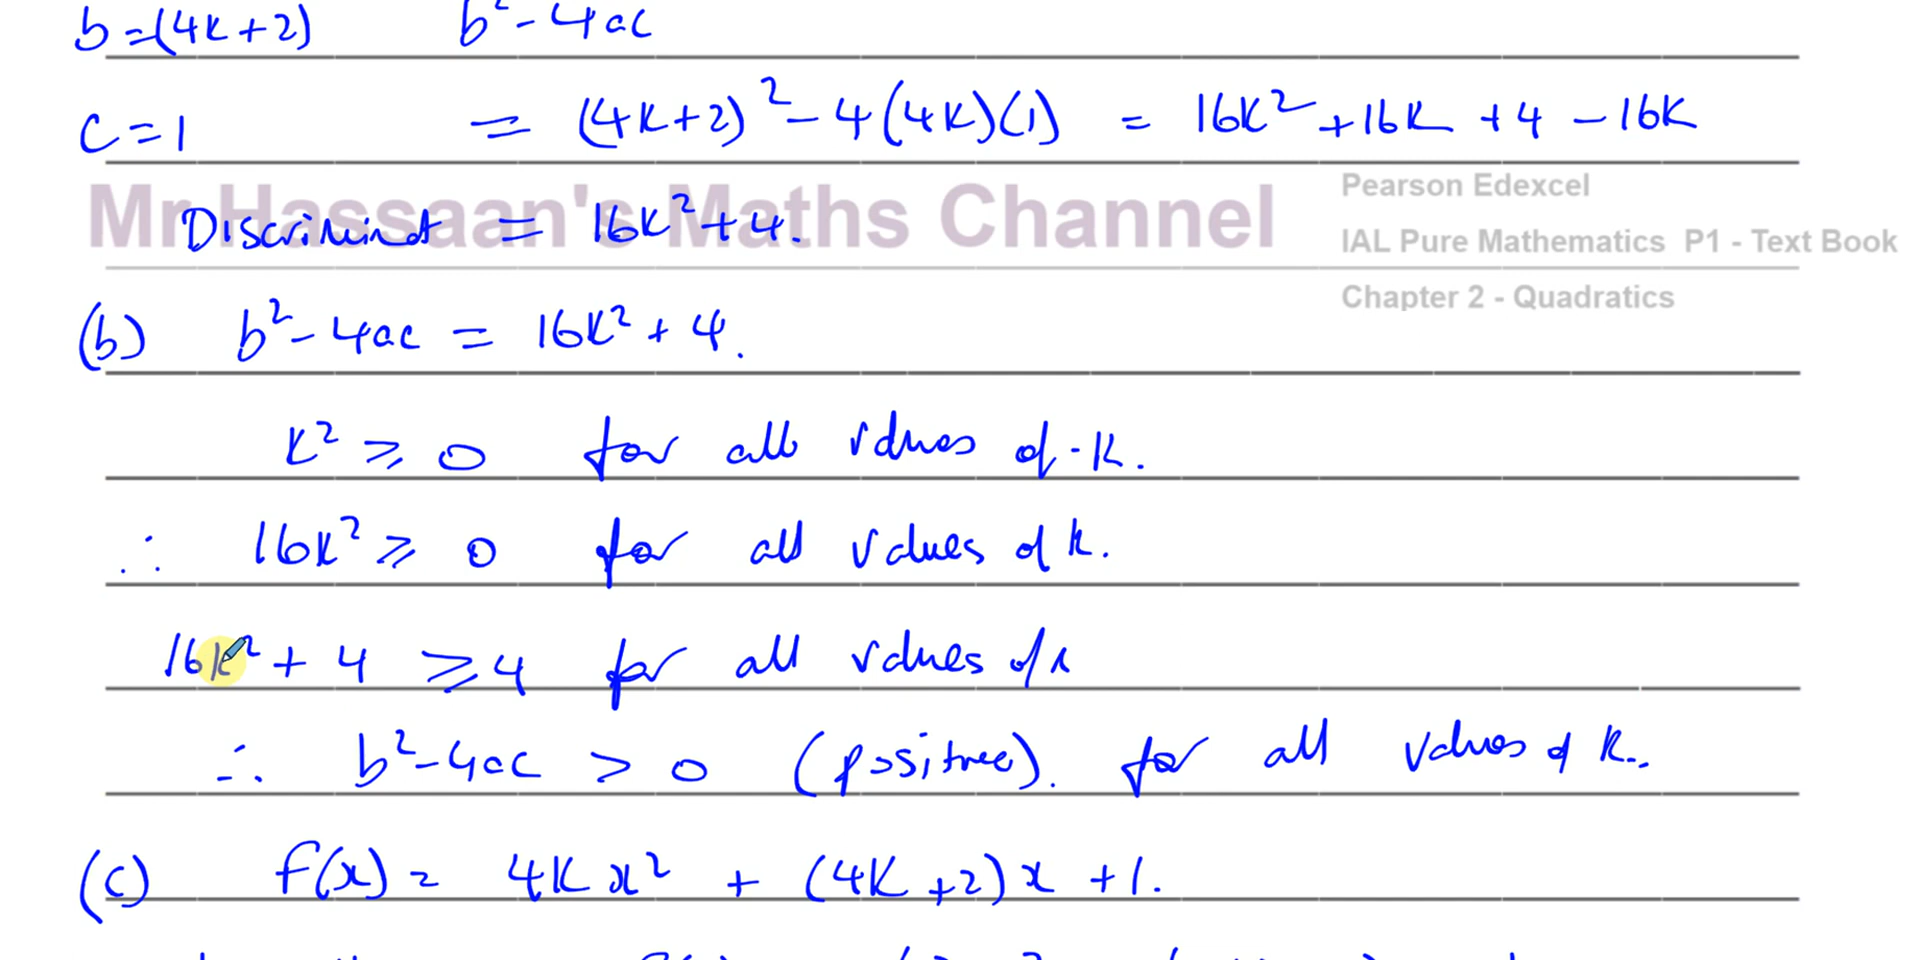 b=(4k+2) b²-4ac
c=1 = (4k+2)²-4(4k)(1) = 16k²+16k+4-16k
Mr Hassaan's Maths Channel
Pearson Edexcel
IAL Pure Mathematics P1 - Text Book
Chapter 2 - Quadratics
Discriminant = 16k²+4.
(b) b²-4ac = 16k²+4.
k² ⩾ 0 for all values of k.
∴ 16k² ⩾ 0 for all values of k.
16k²+4 ⩾ 4 for all values of k
∴ b²-4ac > 0 (positive). for all values of k.
(c) f(x) = 4kx² + (4k+2)x + 1.